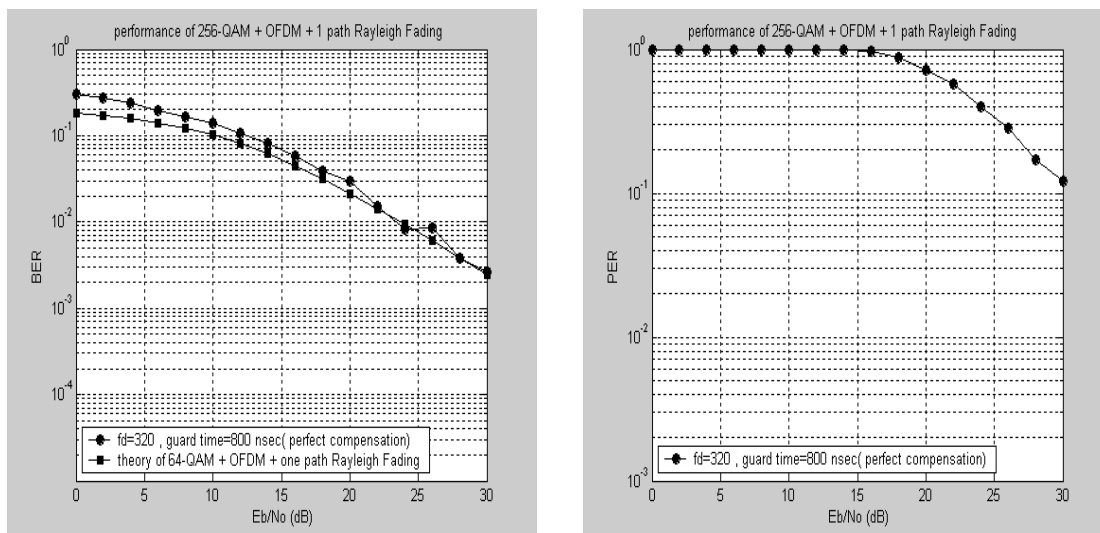 performance of 256-QAM + OFDM + 1 path Rayleigh Fading
10^0
10^-1
10^-2
10^-3
10^-4
BER
fd=320 , guard time=800 nsec( perfect compensation)
theory of 64-QAM + OFDM + one path Rayleigh Fading
0 5 10 15 20 25 30
Eb/No (dB)
performance of 256-QAM + OFDM + 1 path Rayleigh Fading
10^0
10^-1
10^-2
10^-3
PER
fd=320 , guard time=800 nsec( perfect compensation)
0 5 10 15 20 25 30
Eb/No (dB)